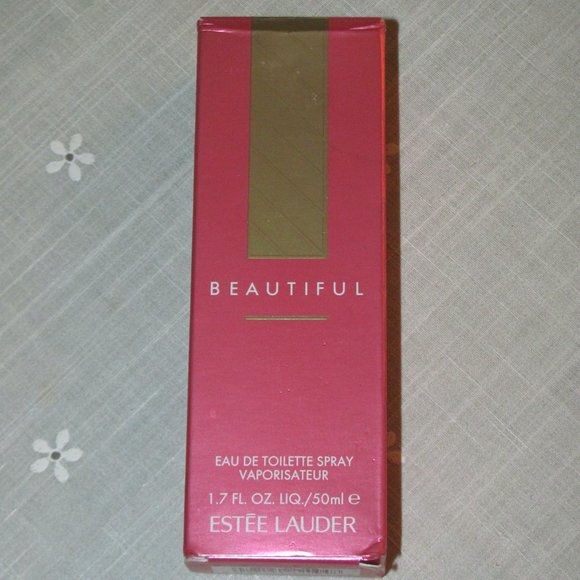 BEAUTIFUL
EAU DE TOILETTE SPRAY
VAPORISATEUR
1.7 FL. OZ. LIQ./50ml ℮
ESTĒE LAUDER